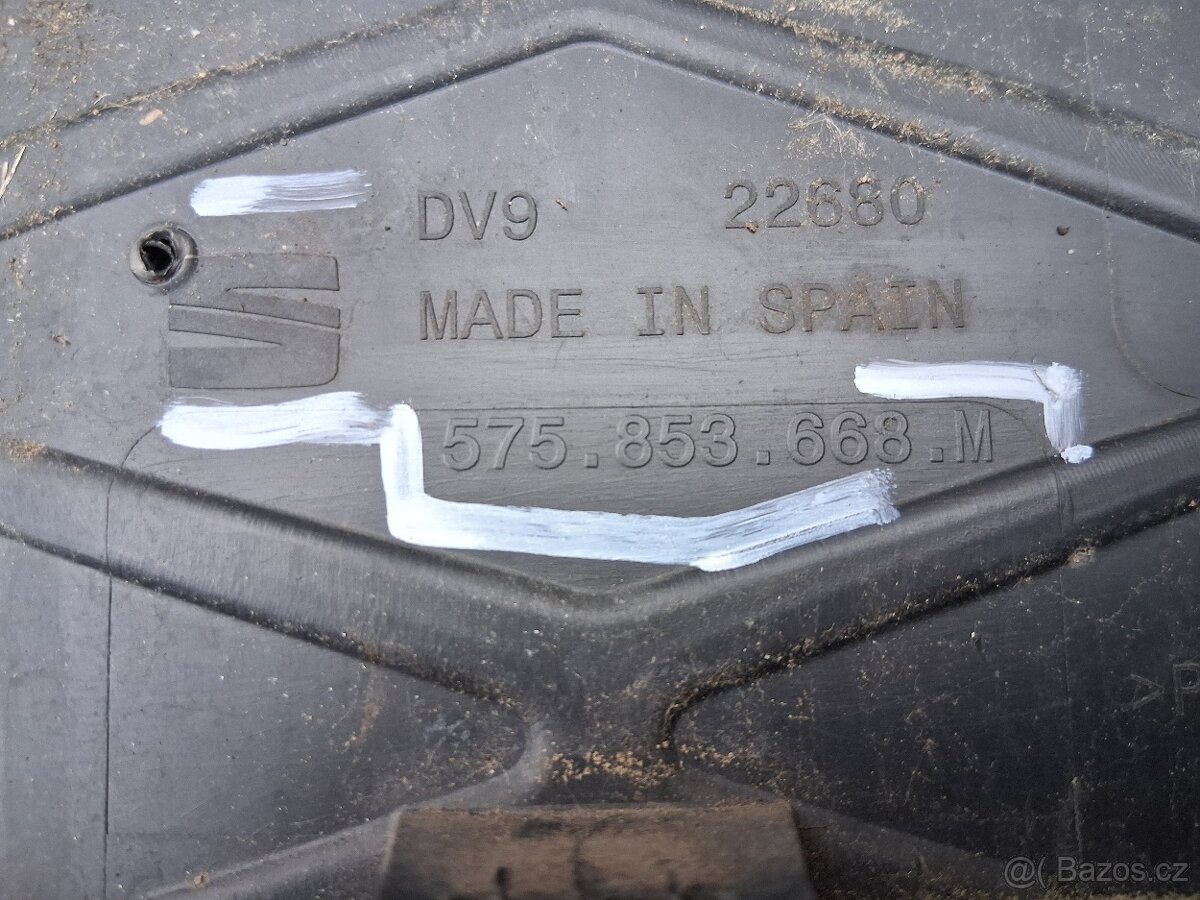 DV9 22680
MADE IN SPAIN
575.853.668.M
>P
@( Bazos.cz